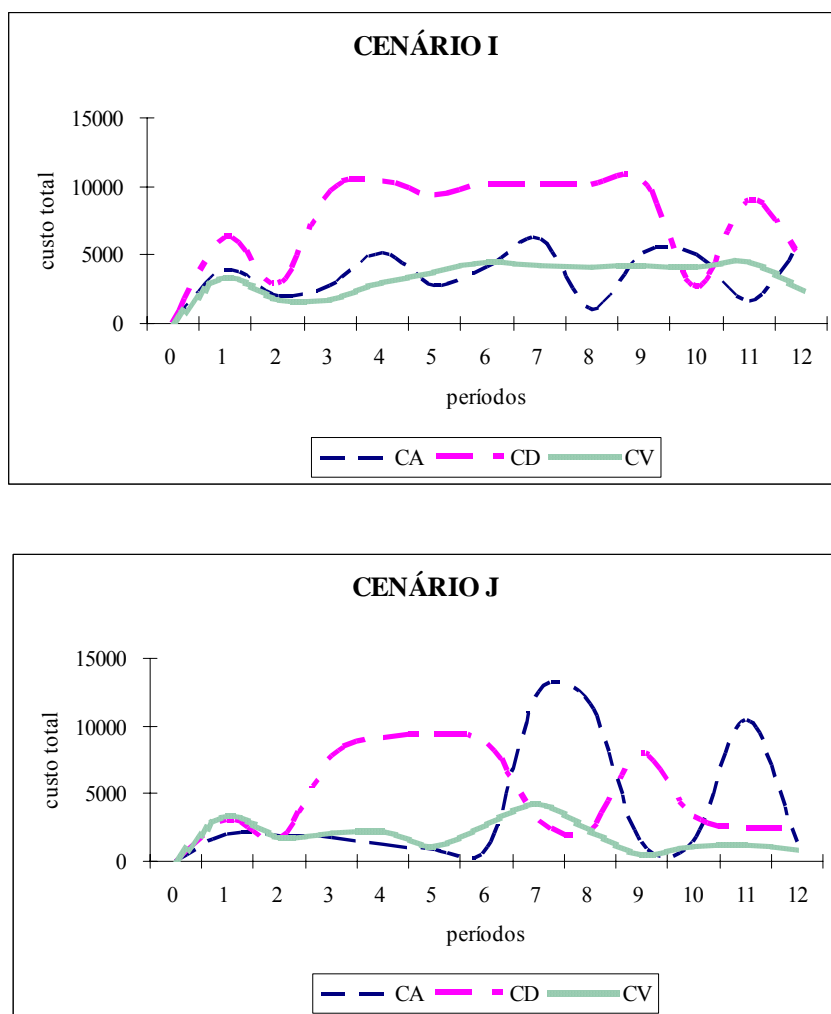 CENÁRIO I
15000
10000
5000
0
custo total
0 1 2 3 4 5 6 7 8 9 10 11 12
períodos
CA CD CV
CENÁRIO J
15000
10000
5000
0
custo total
0 1 2 3 4 5 6 7 8 9 10 11 12
períodos
CA CD CV